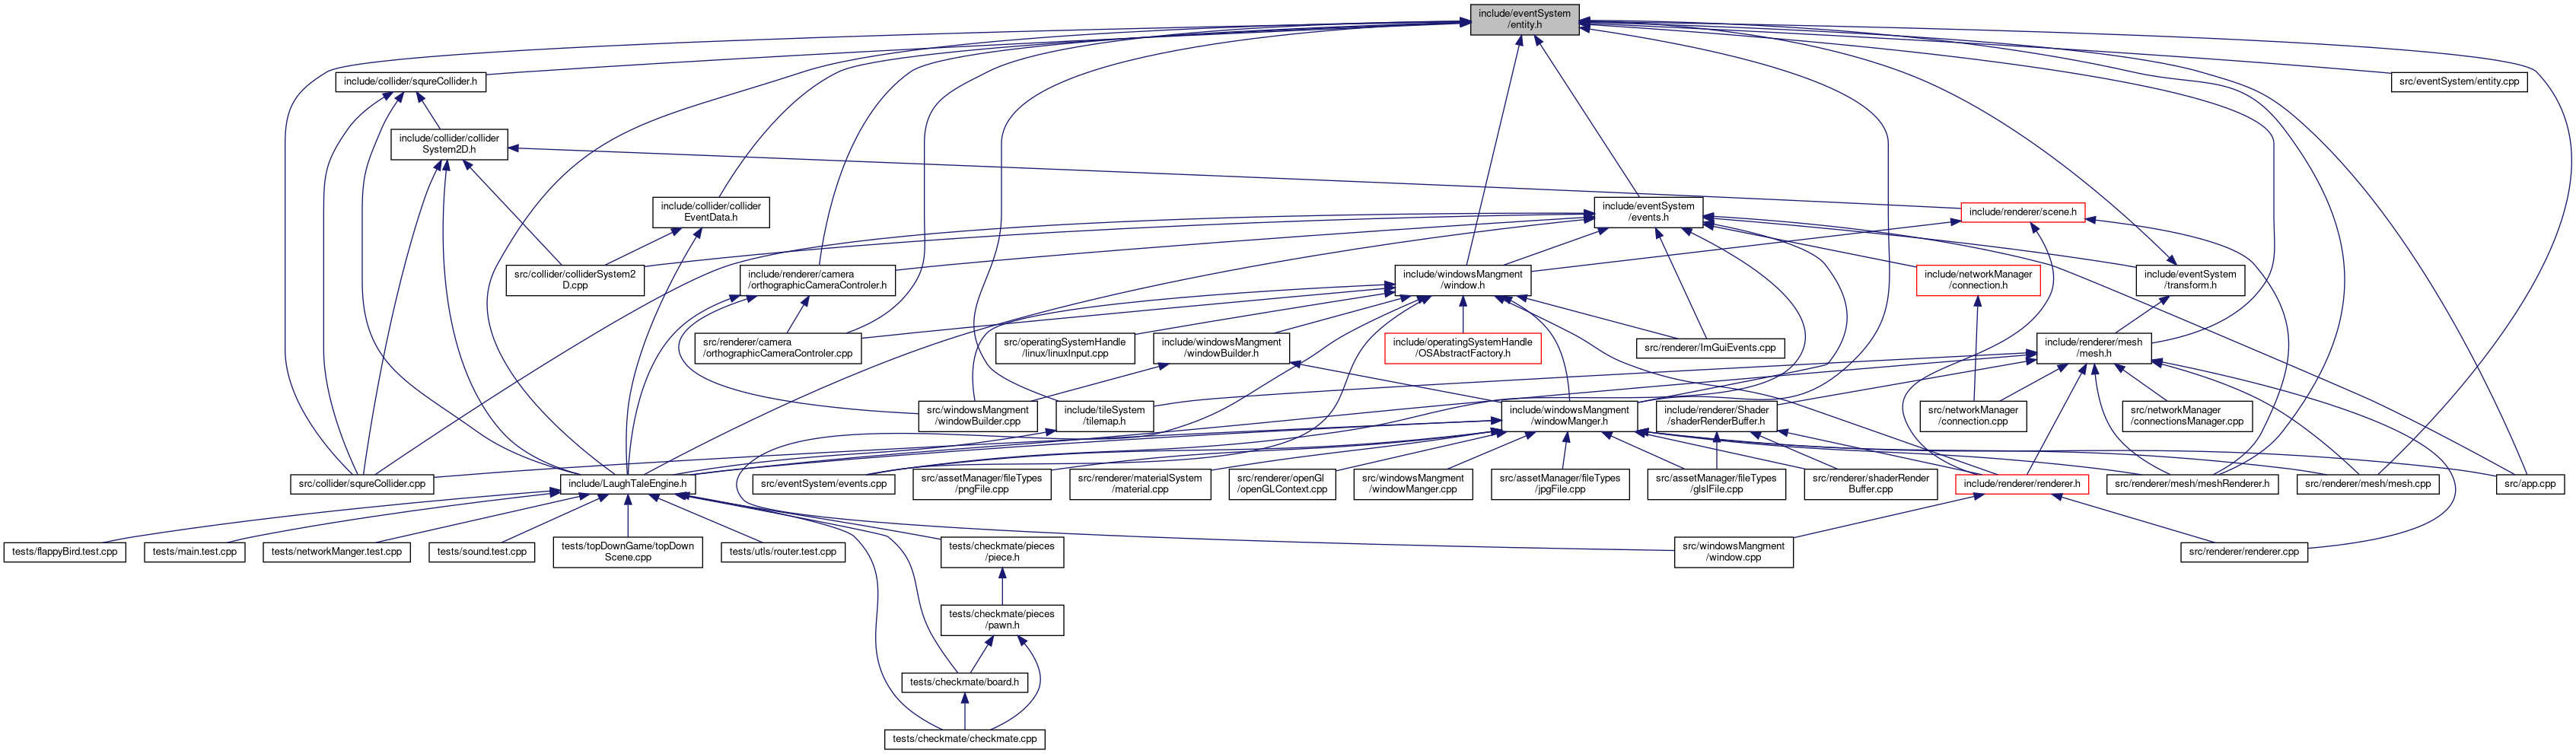 include/eventSystem
/entity.h
include/collider/squreCollider.h
src/eventSystem/entity.cpp
include/collider/collider
System2D.h
include/collider/collider
EventData.h
include/eventSystem
/events.h
include/renderer/scene.h
src/collider/colliderSystem2
D.cpp
include/renderer/camera
/orthographicCameraControler.h
include/windowsMangment
/window.h
include/networkManager
/connection.h
include/eventSystem
/transform.h
src/renderer/camera
/orthographicCameraControler.cpp
src/operatingSystemHandle
/linux/linuxInput.cpp
include/windowsMangment
/windowBuilder.h
include/operatingSystemHandle
/OSAbstractFactory.h
src/renderer/ImGuiEvents.cpp
include/renderer/mesh
/mesh.h
src/windowsMangment
/windowBuilder.cpp
include/tileSystem
/tilemap.h
include/windowsMangment
/windowManger.h
include/renderer/Shader
/shaderRenderBuffer.h
src/networkManager
/connection.cpp
src/networkManager
/connectionsManager.cpp
src/collider/squreCollider.cpp
include/LaughTaleEngine.h
src/eventSystem/events.cpp
src/assetManager/fileTypes
/pngFile.cpp
src/renderer/materialSystem
/material.cpp
src/renderer/openGl
/openGLContext.cpp
src/windowsMangment
/windowManger.cpp
src/assetManager/fileTypes
/jpgFile.cpp
src/assetManager/fileTypes
/glslFile.cpp
src/renderer/shaderRender
Buffer.cpp
include/renderer/renderer.h
src/renderer/mesh/meshRenderer.h
src/renderer/mesh/mesh.cpp
src/app.cpp
tests/flappyBird.test.cpp
tests/main.test.cpp
tests/networkManger.test.cpp
tests/sound.test.cpp
tests/topDownGame/topDown
Scene.cpp
tests/utls/router.test.cpp
tests/checkmate/pieces
/piece.h
src/windowsMangment
/window.cpp
src/renderer/renderer.cpp
tests/checkmate/pieces
/pawn.h
tests/checkmate/board.h
tests/checkmate/checkmate.cpp